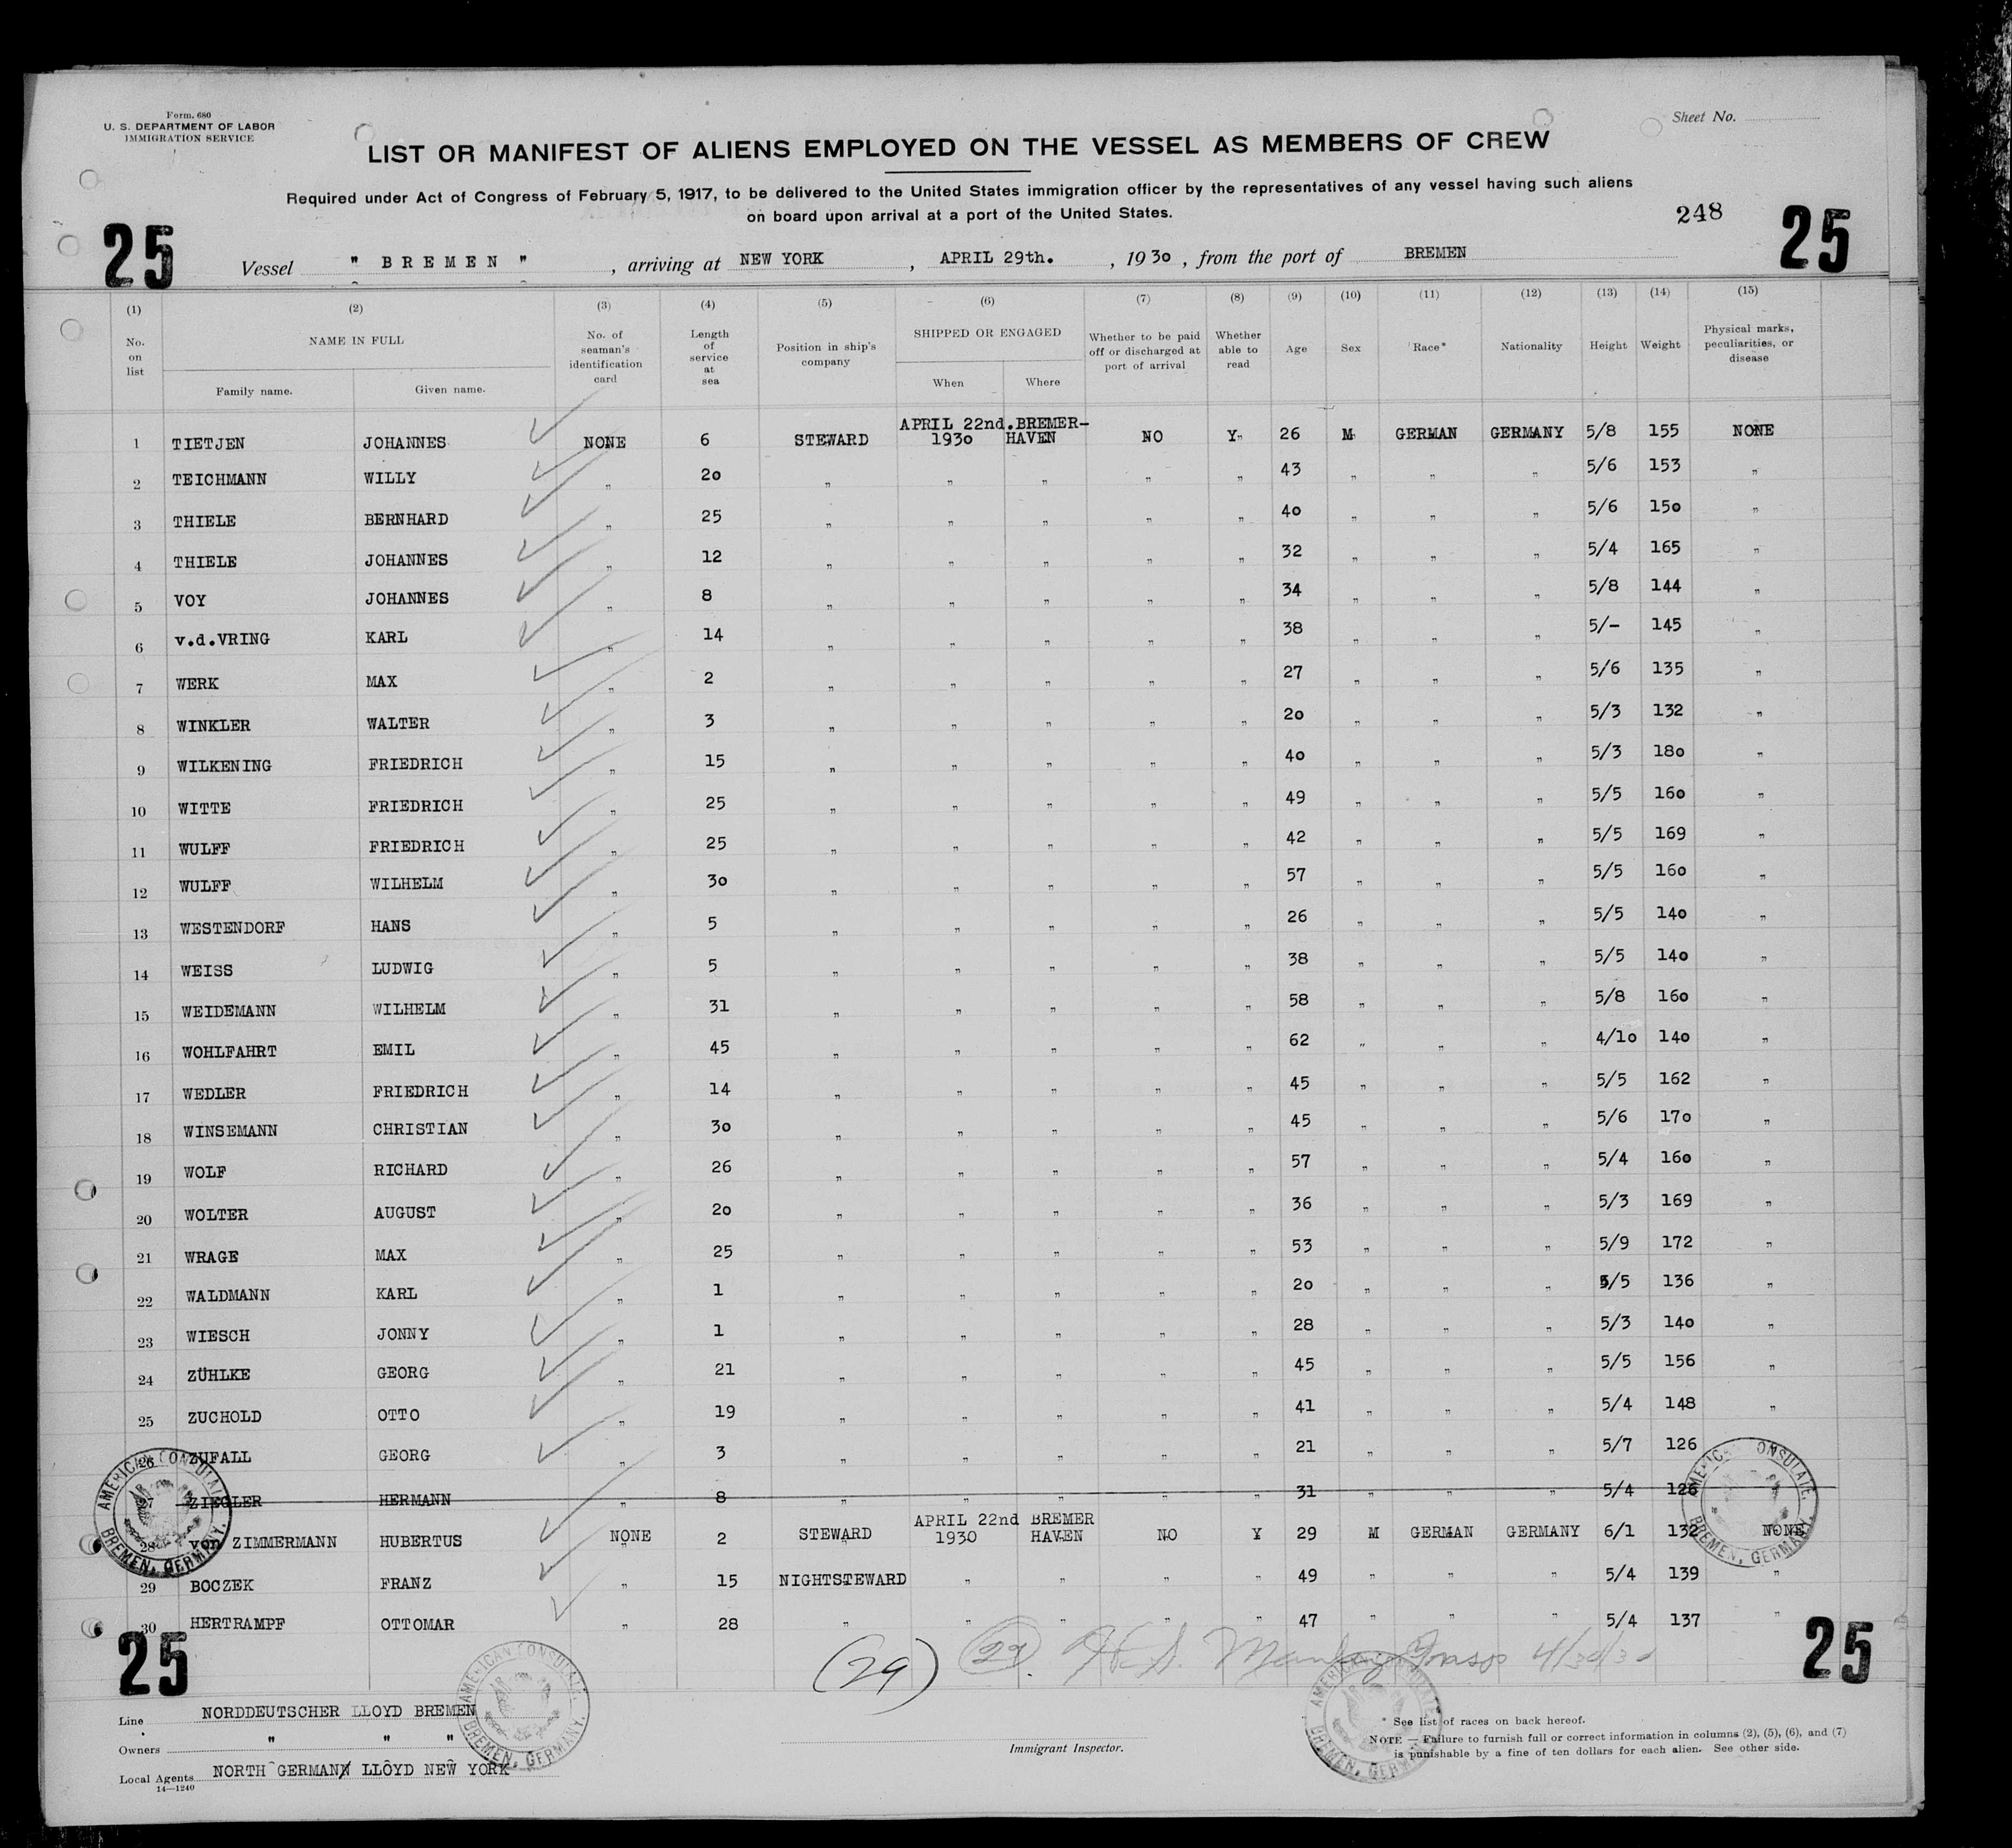 Form. 680
U. S. DEPARTMENT OF LABOR
IMMIGRATION SERVICE
Sheet No.
LIST OR MANIFEST OF ALIENS EMPLOYED ON THE VESSEL AS MEMBERS OF CREW
Required under Act of Congress of February 5, 1917, to be delivered to the United States immigration officer by the representatives of any vessel having such aliens
on board upon arrival at a port of the United States.
248
25 25
Vessel " BREMEN " , arriving at NEW YORK , APRIL 29th. , 1930 , from the port of BREMEN
(1) (2) (3) (4) (5) (6) (7) (8) (9) (10) (11) (12) (13) (14) (15)
No. on list NAME IN FULL Family name. Given name. No. of seaman's identification card Length of service at sea Position in ship's company SHIPPED OR ENGAGED When Where Whether to be paid off or discharged at port of arrival Whether able to read Age Sex Race* Nationality Height Weight Physical marks, peculiarities, or disease
1 TIETJEN JOHANNES NONE 6 STEWARD APRIL 22nd. 1930 BREMER-HAVEN NO Y 26 M GERMAN GERMANY 5/8 155 NONE
2 TEICHMANN WILLY " 20 " " " " " 43 " " " 5/6 153 "
3 THIELE BERNHARD " 25 " " " " " 40 " " " 5/6 150 "
4 THIELE JOHANNES " 12 " " " " " 32 " " " 5/4 165 "
5 VOY JOHANNES " 8 " " " " " 34 " " " 5/8 144 "
6 v.d.VRING KARL " 14 " " " " " 38 " " " 5/- 145 "
7 WERK MAX " 2 " " " " " 27 " " " 5/6 135 "
8 WINKLER WALTER " 3 " " " " " 20 " " " 5/3 132 "
9 WILKENING FRIEDRICH " 15 " " " " " 40 " " " 5/3 180 "
10 WITTE FRIEDRICH " 25 " " " " " 49 " " " 5/5 160 "
11 WULFF FRIEDRICH " 25 " " " " " 42 " " " 5/5 169 "
12 WULFF WILHELM " 30 " " " " " 57 " " " 5/5 160 "
13 WESTENDORF HANS " 5 " " " " " 26 " " " 5/5 140 "
14 WEISS LUDWIG " 5 " " " " " 38 " " " 5/5 140 "
15 WEIDEMANN WILHELM " 31 " " " " " 58 " " " 5/8 160 "
16 WOHLFAHRT EMIL " 45 " " " " " 62 " " " 4/10 140 "
17 WEDLER FRIEDRICH " 14 " " " " " 45 " " " 5/5 162 "
18 WINSEMANN CHRISTIAN " 30 " " " " " 45 " " " 5/6 170 "
19 WOLF RICHARD " 26 " " " " " 57 " " " 5/4 160 "
20 WOLTER AUGUST " 20 " " " " " 36 " " " 5/3 169 "
21 WRAGE MAX " 25 " " " " " 53 " " " 5/9 172 "
22 WALDMANN KARL " 1 " " " " " 20 " " " 5/5 136 "
23 WIESCH JONNY " 1 " " " " " 28 " " " 5/3 140 "
24 ZÜHLKE GEORG " 21 " " " " " 45 " " " 5/5 156 "
25 ZUCHOLD OTTO " 19 " " " " " 41 " " " 5/4 148 "
26 ZUFALL GEORG " 3 " " " " " 21 " " " 5/7 126
27 ZIEGLER HERMANN " 8 " " " " " 31 " " " 5/4 126
28 von ZIMMERMANN HUBERTUS NONE 2 STEWARD APRIL 22nd 1930 BREMER HAVEN NO Y 29 M GERMAN GERMANY 6/1 132 NONE
29 BOCZEK FRANZ " 15 NIGHTSTEWARD " " " " 49 " " " 5/4 139 "
30 HERTRAMPF OTTOMAR " 28 " " " " " 47 " " " 5/4 137 "
AMERICAN CONSULATE. BREMEN, GERMANY.
AMERICAN CONSULATE. BREMEN, GERMANY.
25 25
(29) 29. 4/30/30
AMERICAN CONSULATE. BREMEN, GERMANY.
AMERICAN CONSULATE. BREMEN, GERMANY.
Line NORDDEUTSCHER LLOYD BREMEN
Owners " " "
Local Agents NORTH GERMAN LLOYD NEW YORK
14—1240
Immigrant Inspector.
* See list of races on back hereof.
NOTE — Failure to furnish full or correct information in columns (2), (5), (6), and (7)
is punishable by a fine of ten dollars for each alien. See other side.